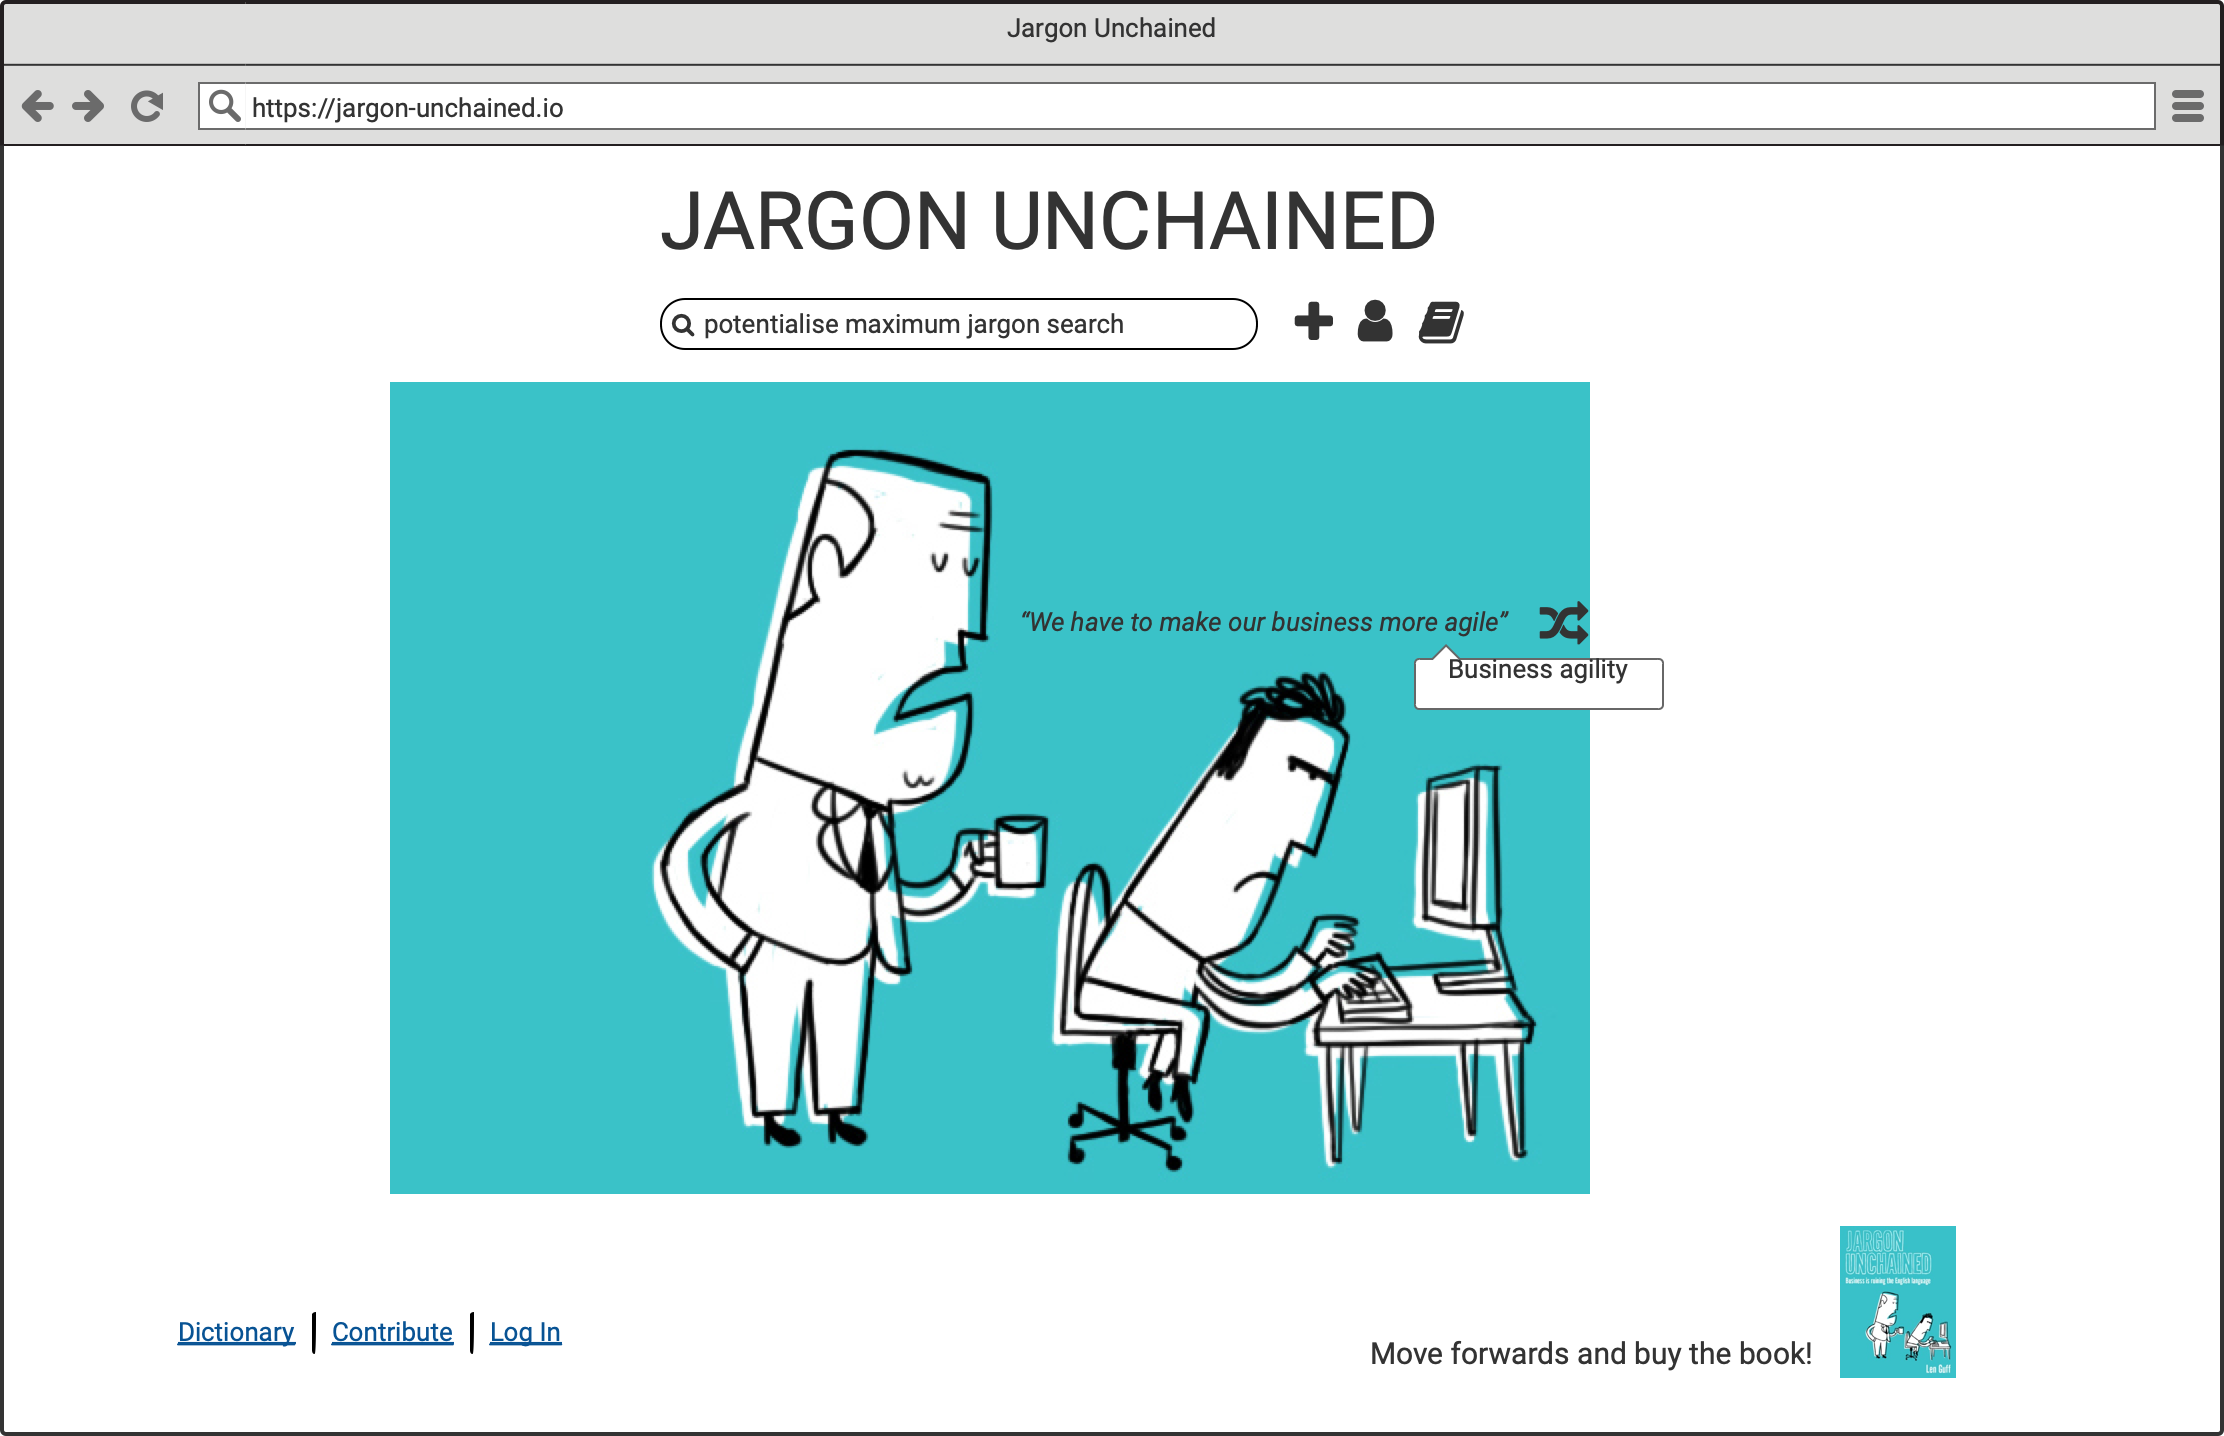 Jargon Unchained
https://jargon-unchained.io
JARGON UNCHAINED
potentialise maximum jargon search
“We have to make our business more agile”
Business agility
JARGON
UNCHAINED
Business is ruining the English language
Len Guff
Dictionary
Contribute
Log In
Move forwards and buy the book!